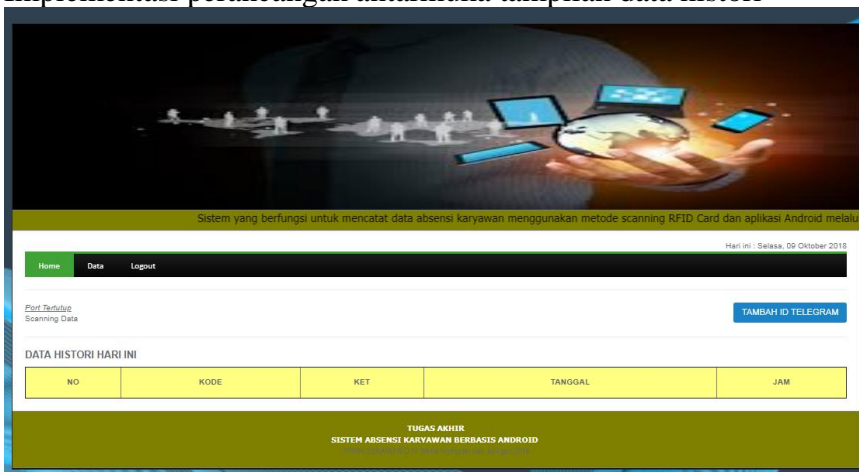 Implementasi perancangan antarmuka tampilan data histori
Sistem yang berfungsi untuk mencatat data absensi karyawan menggunakan metode scanning RFID Card dan aplikasi Android melalu
Hari ini : Selasa, 09 Oktober 2018
Home Data Logout
Port Tertutup
Scanning Data
TAMBAH ID TELEGRAM
DATA HISTORI HARI INI
NO KODE KET TANGGAL JAM
TUGAS AKHIR
SISTEM ABSENSI KARYAWAN BERBASIS ANDROID